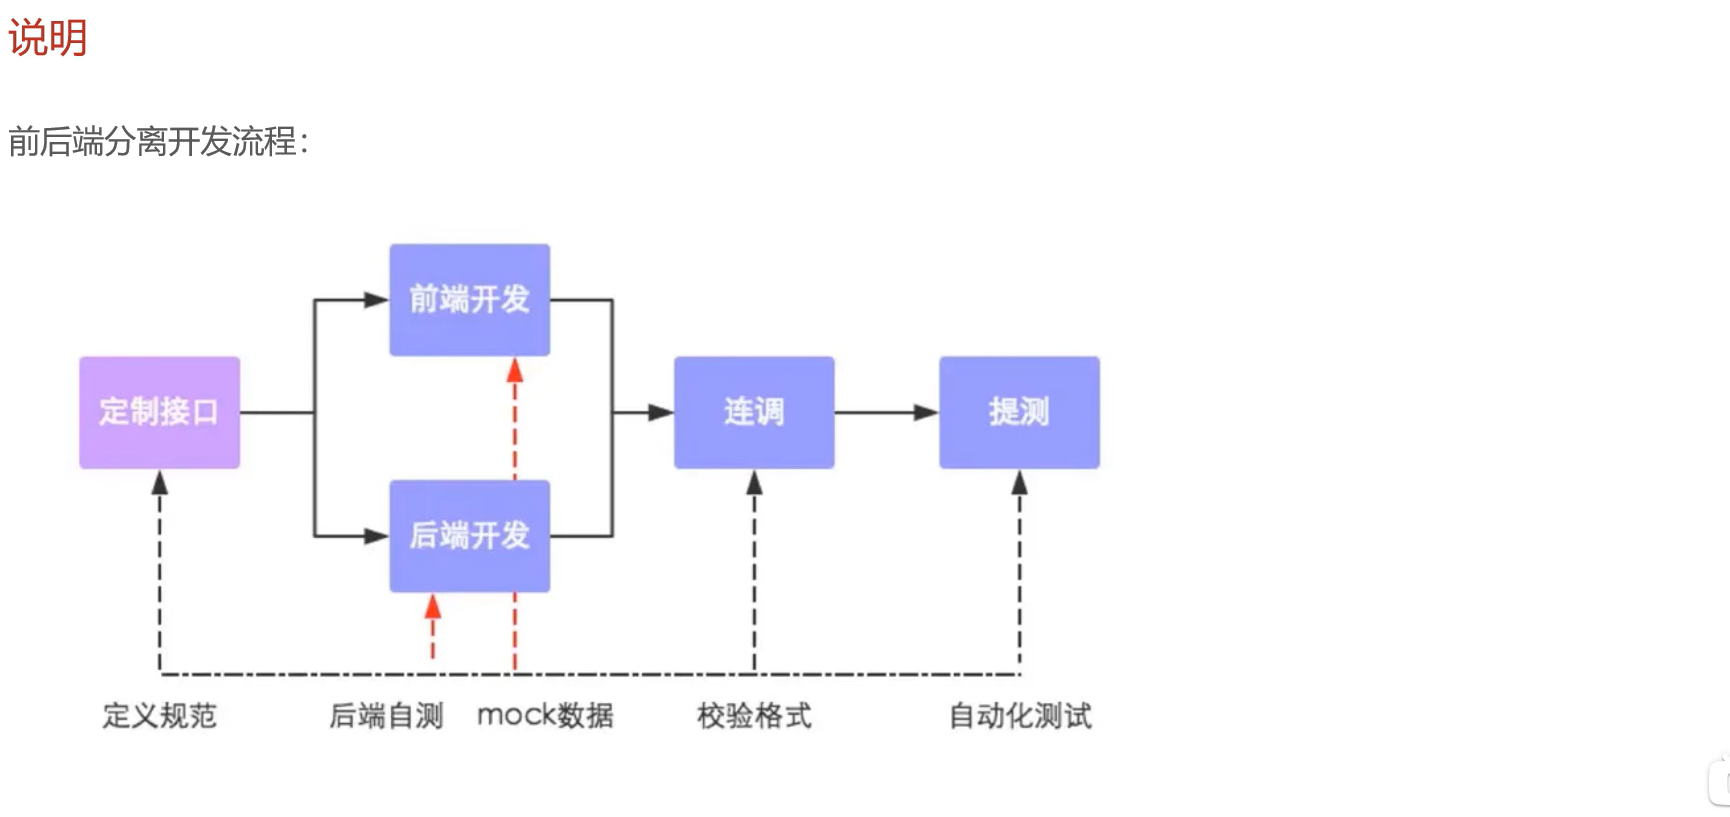 说明
前后端分离开发流程：
前端开发
定制接口
连调
提测
后端开发
定义规范
后端自测
mock数据
校验格式
自动化测试